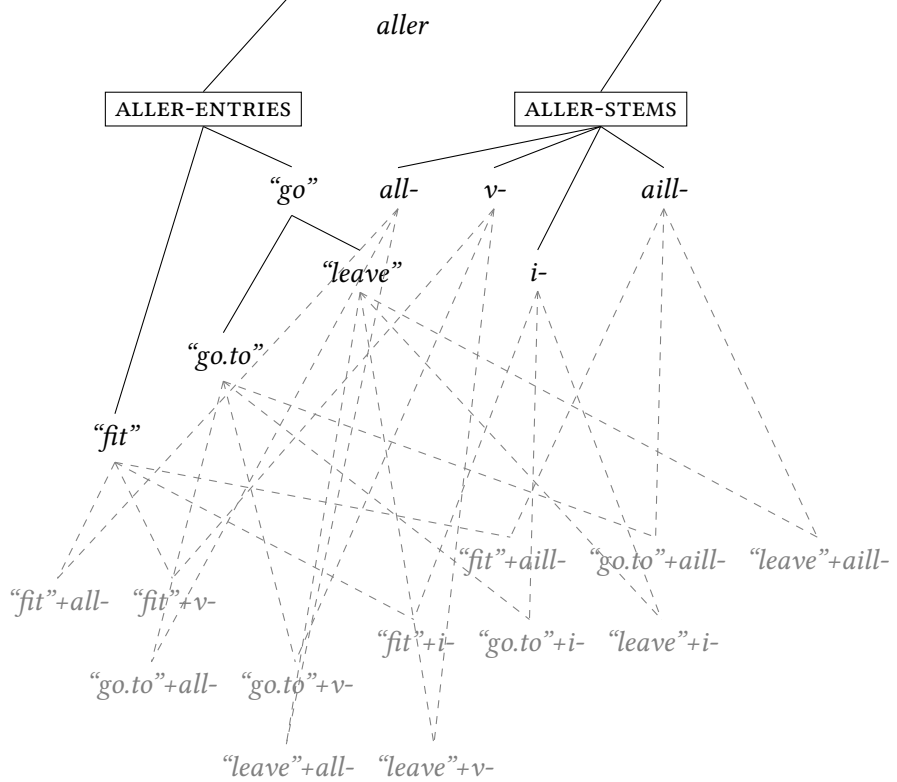 aller
ALLER-ENTRIES ALLER-STEMS
“go” all- v- aill-
“leave” i-
“go.to”
“fit”
“fit”+aill- “go.to”+aill- “leave”+aill-
“fit”+all- “fit”+v-
“fit”+i- “go.to”+i- “leave”+i-
“go.to”+all- “go.to”+v-
“leave”+all- “leave”+v-